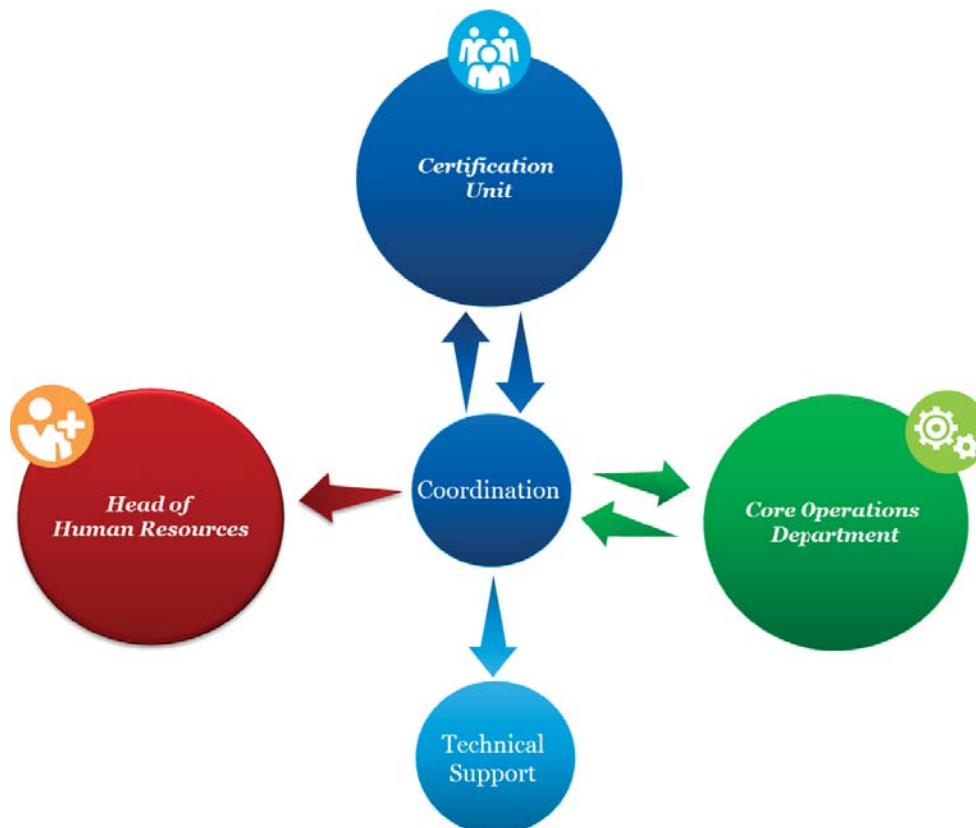 Certification
Unit
Coordination
Head of
Human Resources
Core Operations
Department
Technical
Support